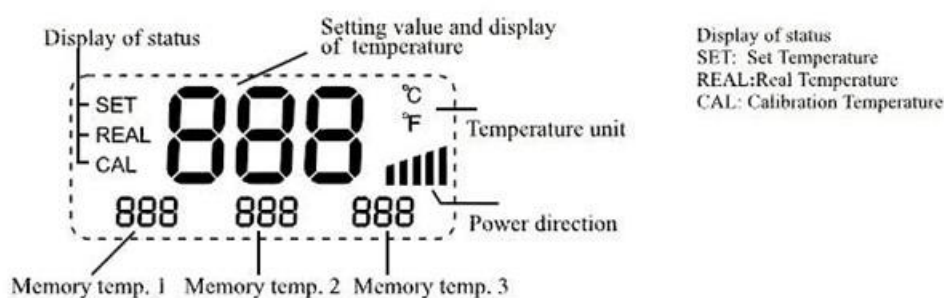 Display of status
Setting value and display
of temperature
SET
REAL
CAL
888
°C
°F
Temperature unit
888
888
888
Power direction
Memory temp. 1
Memory temp. 2
Memory temp. 3
Display of status
SET: Set Temperature
REAL:Real Temperature
CAL: Calibration Temperature